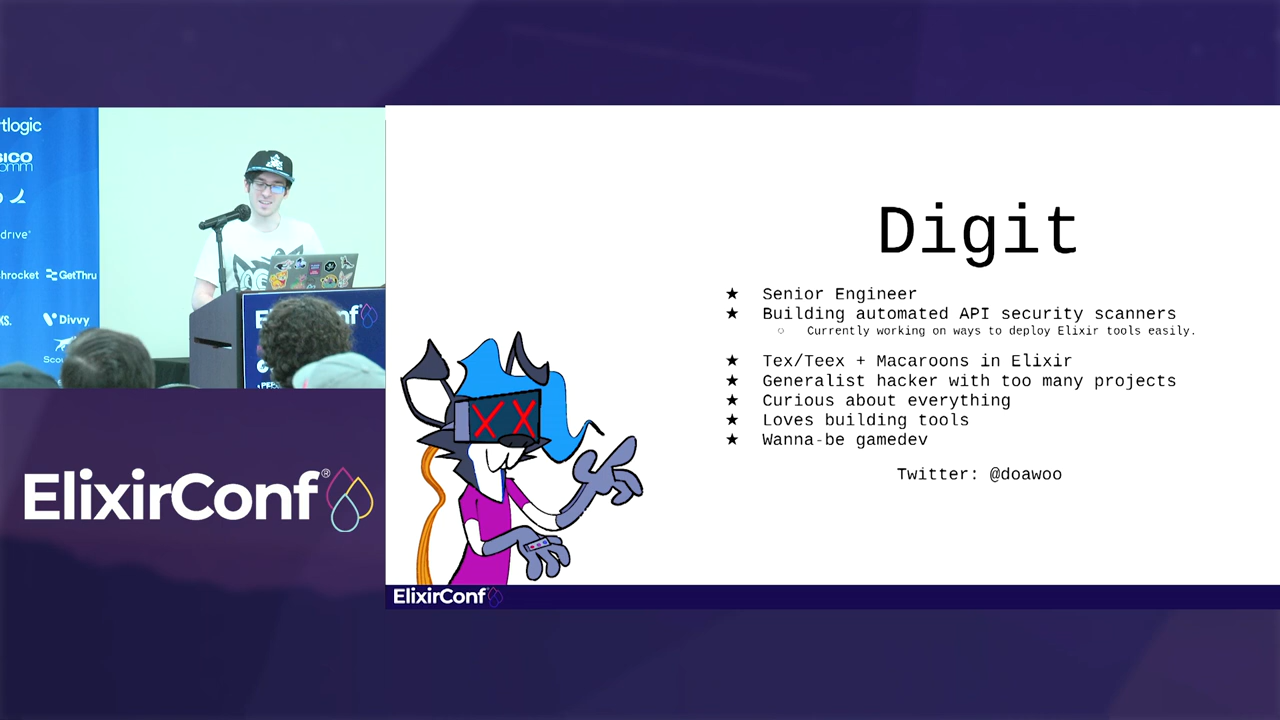 drive
GetThru
Divvy
ElixirConf®
Digit
★ Senior Engineer
★ Building automated API security scanners
○ Currently working on ways to deploy Elixir tools easily.
★ Tex/Teex + Macaroons in Elixir
★ Generalist hacker with too many projects
★ Curious about everything
★ Loves building tools
★ Wanna-be gamedev
Twitter: @doawoo
ElixirConf